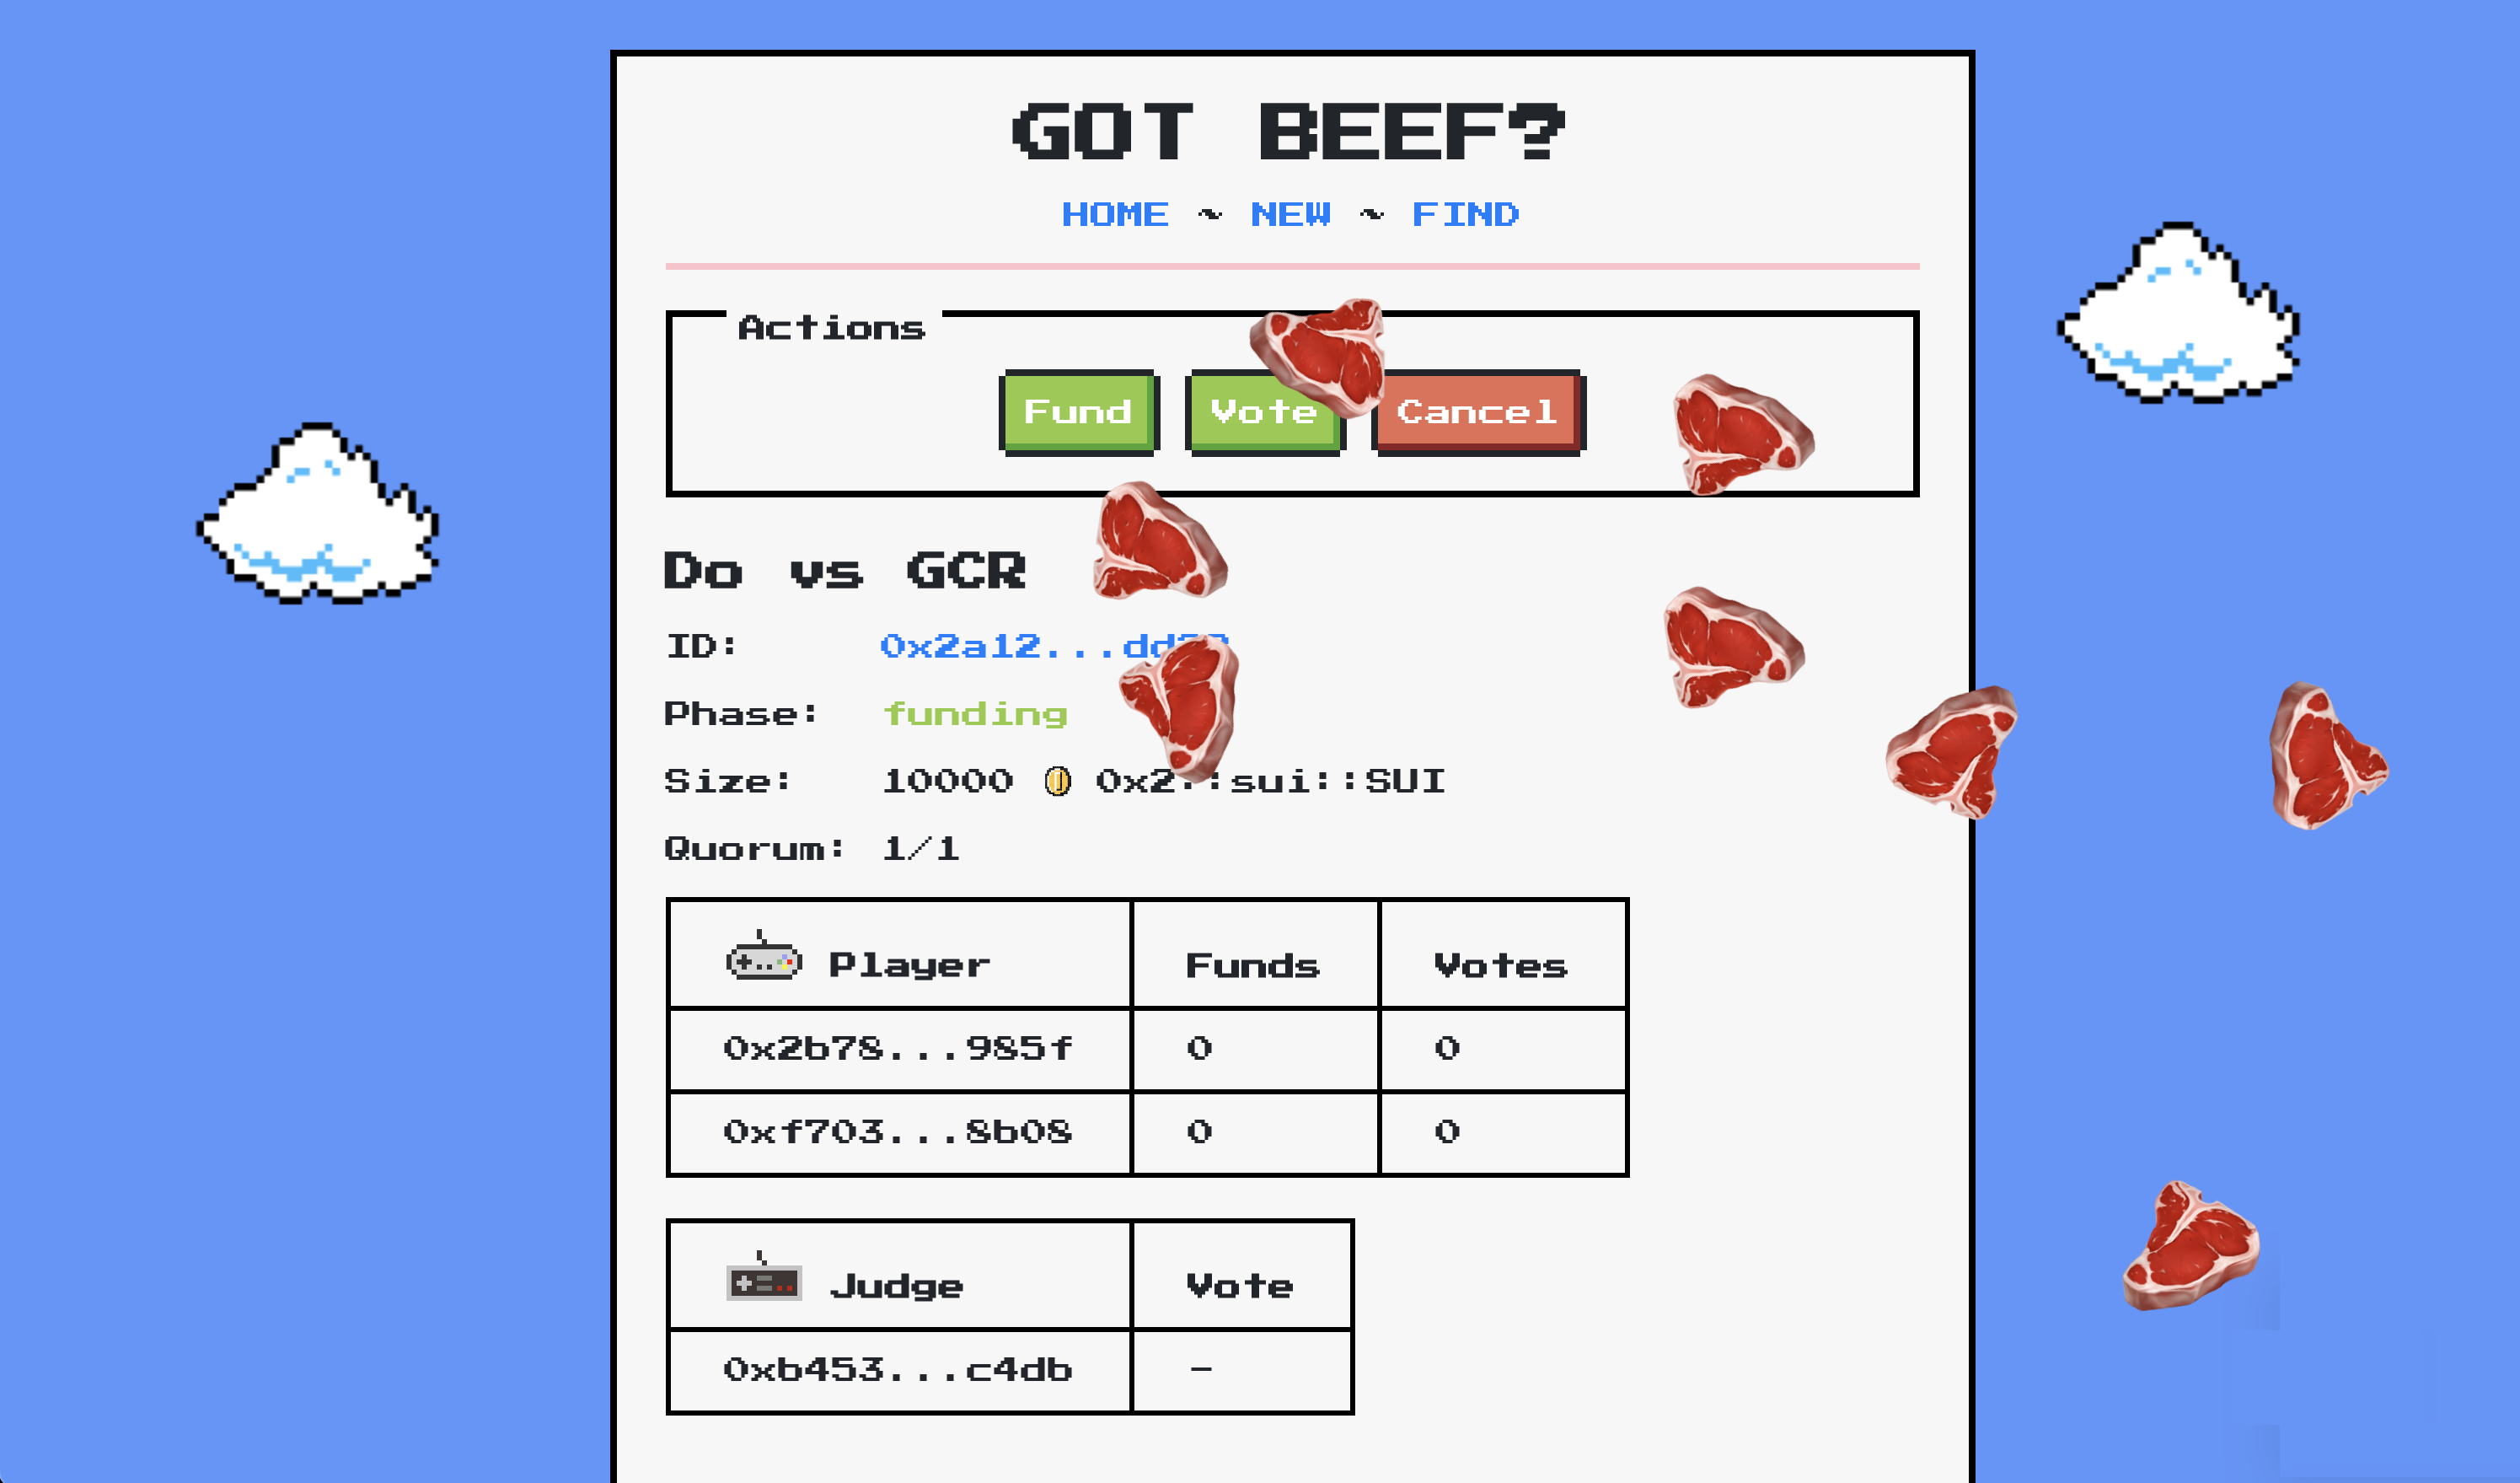 GOT BEEF?
HOME ~ NEW ~ FIND
Actions
Fund Vote Cancel
Do vs GCR
ID:
Phase: funding
Size: 10000 0x2::sui::SUI
Quorum: 1/1
Player Funds Votes
0x2b78...985f 0 0
0xf703...8b08 0 0
Judge Vote
0xb453...c4db -